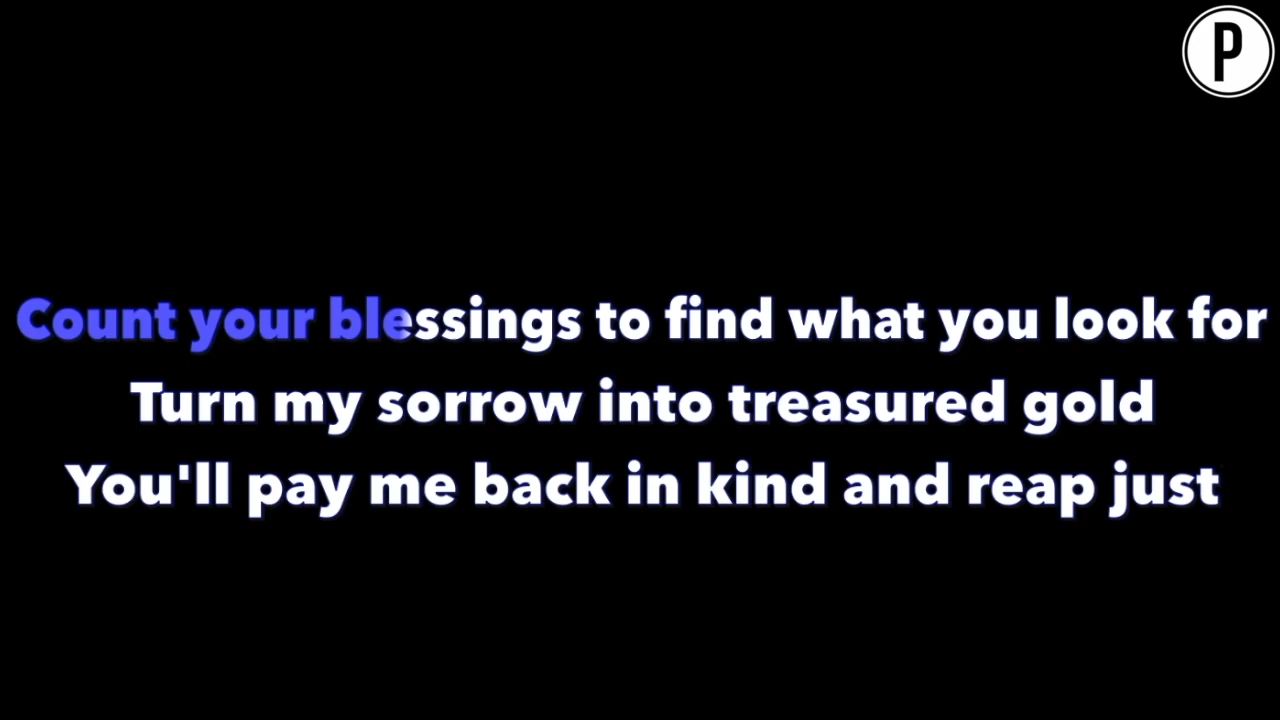 P
Count your blessings to find what you look for
Turn my sorrow into treasured gold
You'll pay me back in kind and reap just